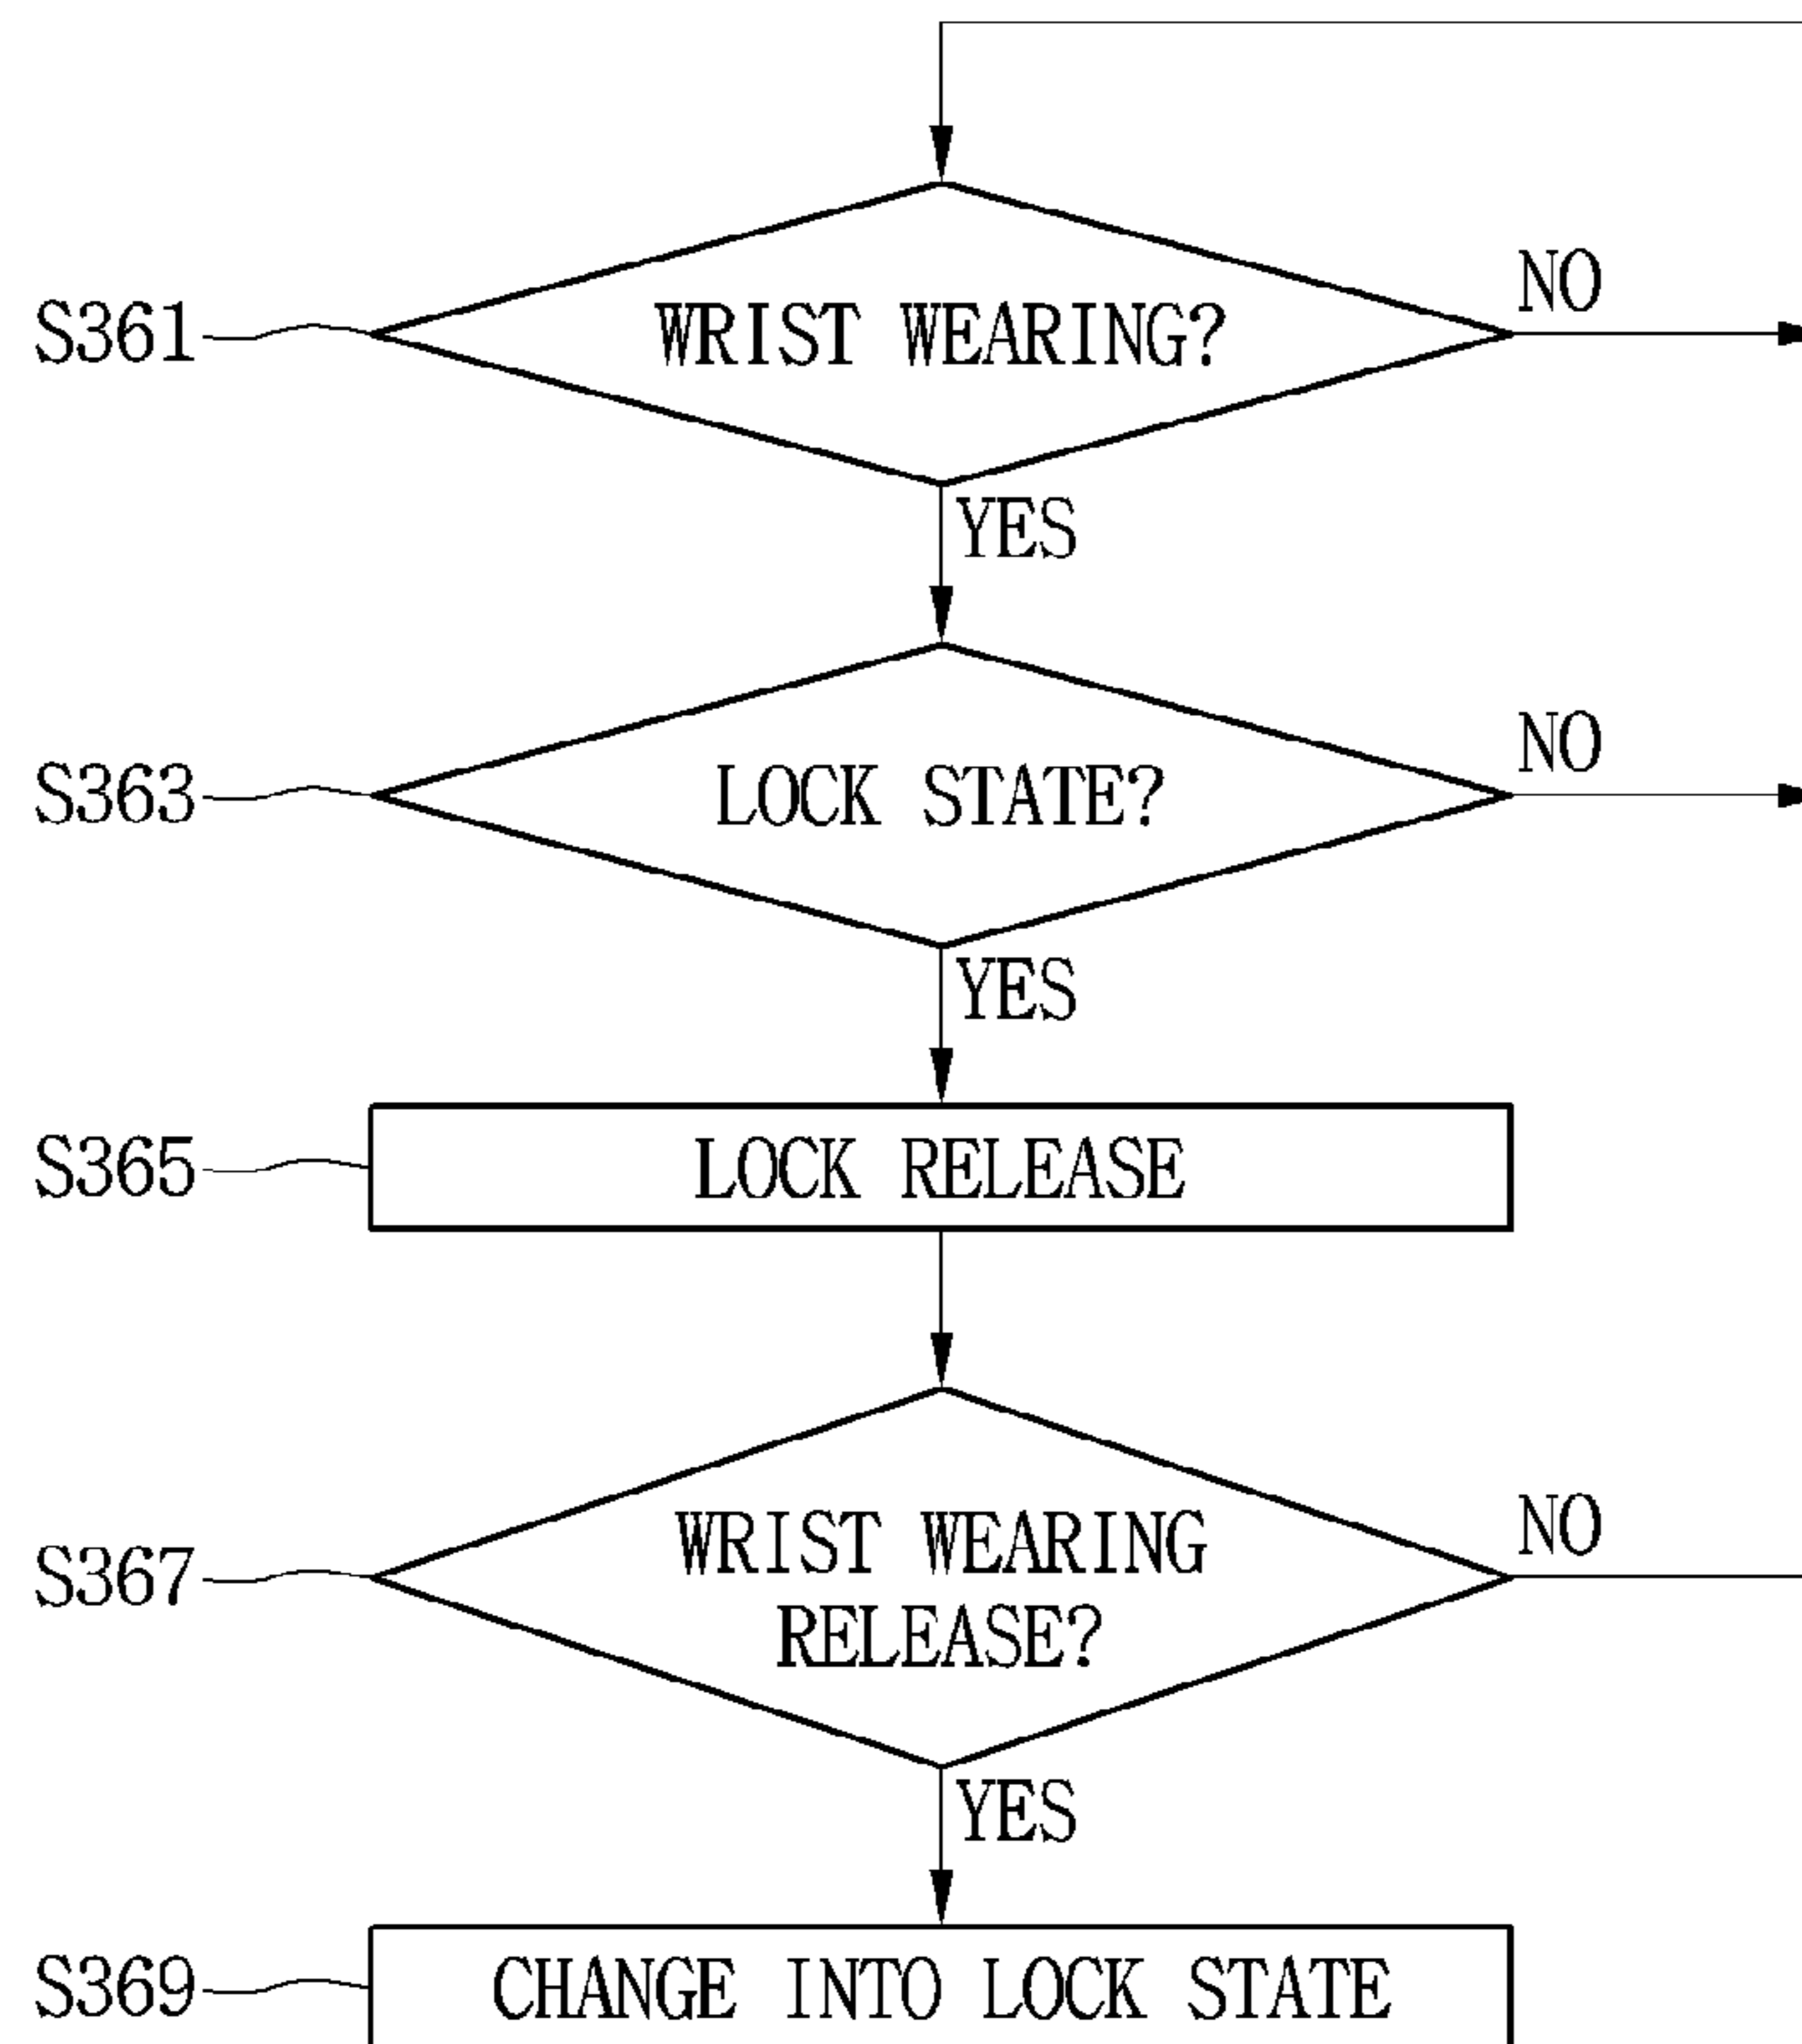 S361
WRIST WEARING?
NO
YES
S363
LOCK STATE?
NO
YES
S365
LOCK RELEASE
S367
WRIST WEARING
RELEASE?
NO
YES
S369
CHANGE INTO LOCK STATE